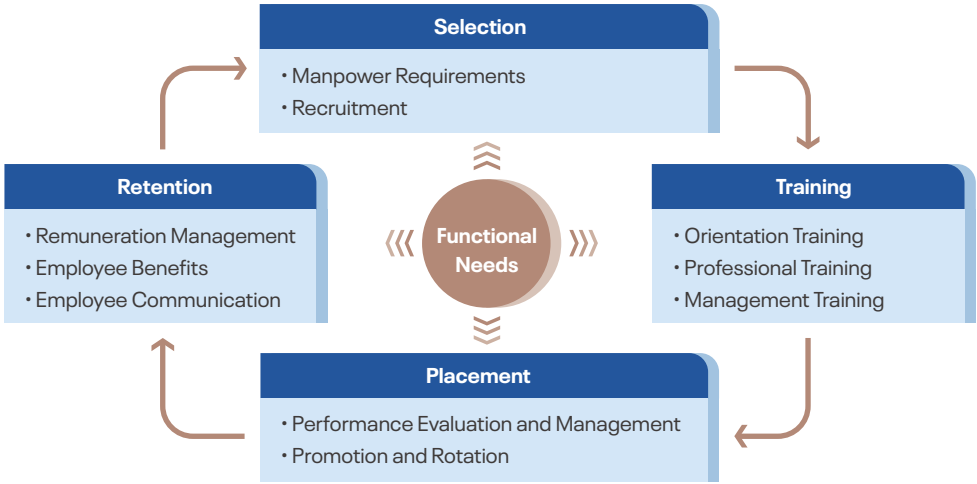 Selection
• Manpower Requirements
• Recruitment
Retention
• Remuneration Management
• Employee Benefits
• Employee Communication
Functional
Needs
Training
• Orientation Training
• Professional Training
• Management Training
Placement
• Performance Evaluation and Management
• Promotion and Rotation